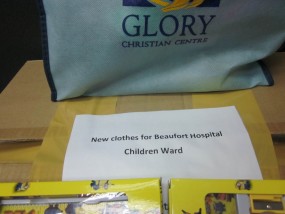 GLORY
CHRISTIAN CENTRE
New clothes for Beaufort Hospital
Children Ward